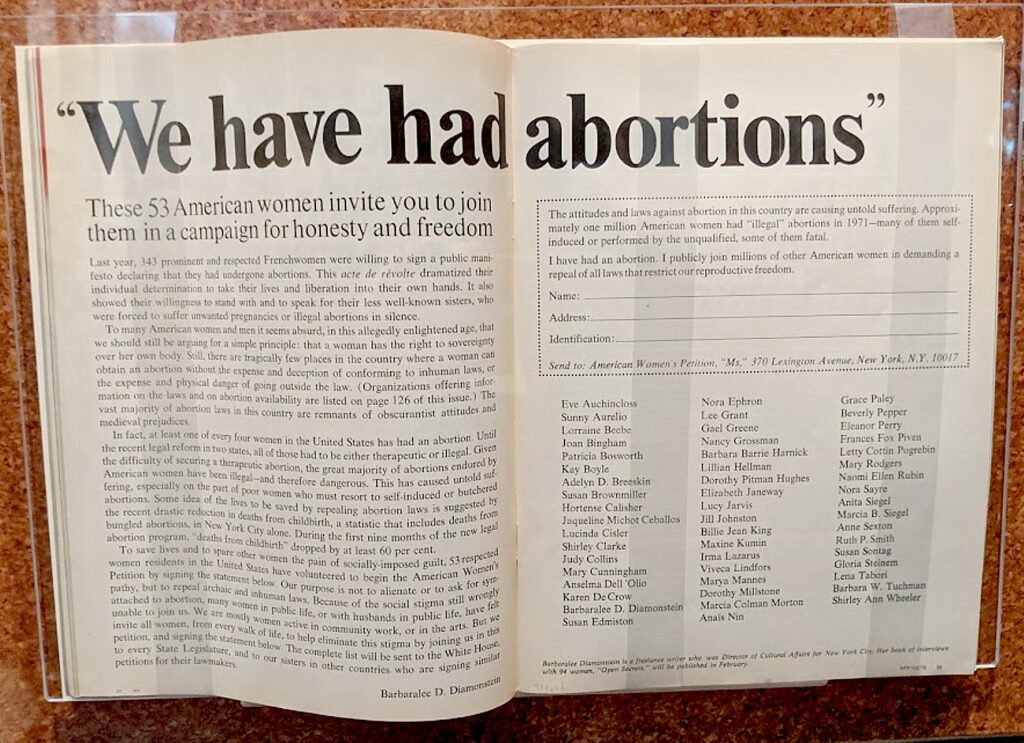 “We have had abortions”
These 53 American women invite you to join
them in a campaign for honesty and freedom
Last year, 343 prominent and respected Frenchwomen were willing to sign a public mani-
festo declaring that they had undergone abortions. This acte de révolte dramatized their
individual determination to take their lives and liberation into their own hands. It also
showed their willingness to stand with and to speak for their less well-known sisters, who
were forced to suffer unwanted pregnancies or illegal abortions in silence.
To many American women and men it seems absurd, in this allegedly enlightened age, that
we should still be arguing for a simple principle: that a woman has the right to sovereignty
over her own body. Still, there are tragically few places in the country where a woman can
obtain an abortion without the expense and deception of conforming to inhuman laws, or
the expense and physical danger of going outside the law. (Organizations offering infor-
mation on the laws and on abortion availability are listed on page 126 of this issue.) The
vast majority of abortion laws in this country are remnants of obscurantist attitudes and
medieval prejudices.
In fact, at least one of every four women in the United States has had an abortion. Until
the recent legal reform in two states, all of those had to be either therapeutic or illegal. Given
the difficulty of securing a therapeutic abortion, the great majority of abortions endured by
American women have been illegal—and therefore dangerous. This has caused untold suf-
fering, especially on the part of poor women who must resort to self-induced or butchered
abortions. Some idea of the lives to be saved by repealing abortion laws is suggested by
the recent drastic reduction in deaths from childbirth, a statistic that includes deaths from
bungled abortions, in New York City alone. During the first nine months of the new legal
abortion program, “deaths from childbirth” dropped by at least 60 per cent.
To save lives and to spare other women the pain of socially-imposed guilt, 53 respected
women residents in the United States have volunteered to begin the American Women’s
Petition by signing the statement below. Our purpose is not to alienate or to ask for sym-
pathy, but to repeal archaic and inhuman laws. Because of the social stigma still wrongly
attached to abortion, many women in public life, or with husbands in public life, have felt
unable to join us. We are mostly women active in community work, or in the arts. But we
invite all women, from every walk of life, to help eliminate this stigma by joining us in this
petition, and signing the statement below. The complete list will be sent to the White House,
to every State Legislature, and to our sisters in other countries who are signing similar
petitions for their lawmakers.
Barbaralee D. Diamonstein
The attitudes and laws against abortion in this country are causing untold suffering. Approxi-
mately one million American women had “illegal” abortions in 1971—many of them self-
induced or performed by the unqualified, some of them fatal.
I have had an abortion. I publicly join millions of other American women in demanding a
repeal of all laws that restrict our reproductive freedom.
Name:
Address:
Identification:
Send to: American Women’s Petition, “Ms,” 370 Lexington Avenue, New York, N.Y. 10017
Eve Auchincloss
Sunny Aurelio
Lorraine Beebe
Joan Bingham
Patricia Bosworth
Kay Boyle
Adelyn D. Breeskin
Susan Brownmiller
Hortense Calisher
Jaqueline Michot Ceballos
Lucinda Cisler
Shirley Clarke
Judy Collins
Mary Cunningham
Anselma Dell’Olio
Karen DeCrow
Barbaralee D. Diamonstein
Susan Edmiston
Nora Ephron
Lee Grant
Gael Greene
Nancy Grossman
Barbara Barrie Harnick
Lillian Hellman
Dorothy Pitman Hughes
Elizabeth Janeway
Lucy Jarvis
Jill Johnston
Billie Jean King
Maxine Kumin
Irma Lazarus
Viveca Lindfors
Marya Mannes
Dorothy Millstone
Marcia Colman Morton
Anais Nin
Grace Paley
Beverly Pepper
Eleanor Perry
Frances Fox Piven
Letty Cottin Pogrebin
Mary Rodgers
Naomi Ellen Rubin
Nora Sayre
Anita Siegel
Marcia B. Siegel
Anne Sexton
Ruth P. Smith
Susan Sontag
Gloria Steinem
Lena Tabori
Barbara W. Tuchman
Shirley Ann Wheeler
Barbaralee Diamonstein is a freelance writer who was Director of Cultural Affairs for New York City. Her book of interviews
with 94 women, “Open Secrets,” will be published in February.